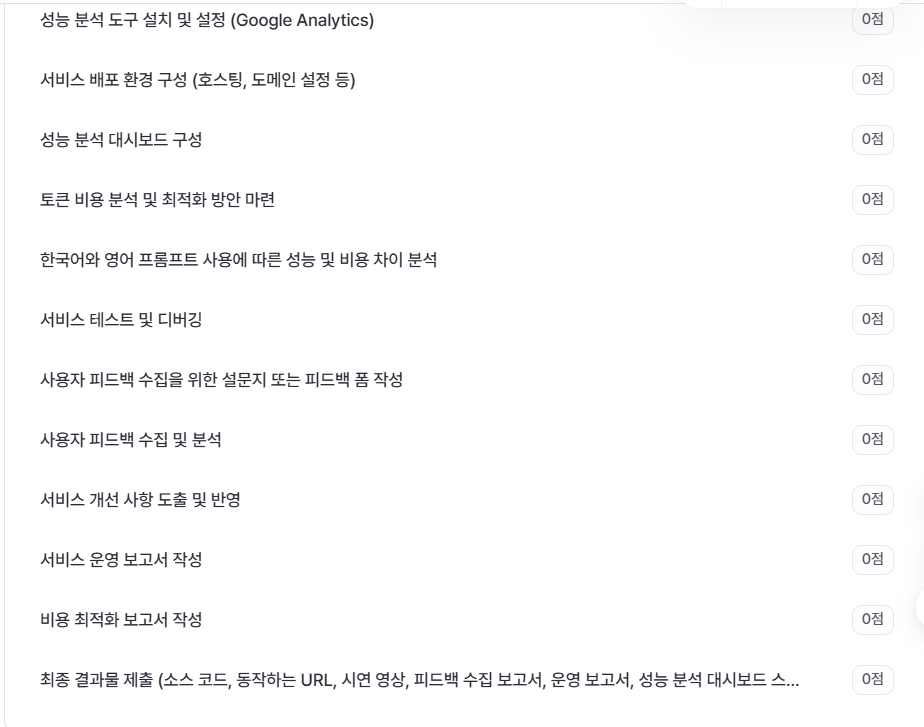 성능 분석 도구 설치 및 설정 (Google Analytics)
0점
서비스 배포 환경 구성 (호스팅, 도메인 설정 등)
0점
성능 분석 대시보드 구성
0점
토큰 비용 분석 및 최적화 방안 마련
0점
한국어와 영어 프롬프트 사용에 따른 성능 및 비용 차이 분석
0점
서비스 테스트 및 디버깅
0점
사용자 피드백 수집을 위한 설문지 또는 피드백 폼 작성
0점
사용자 피드백 수집 및 분석
0점
서비스 개선 사항 도출 및 반영
0점
서비스 운영 보고서 작성
0점
비용 최적화 보고서 작성
0점
최종 결과물 제출 (소스 코드, 동작하는 URL, 시연 영상, 피드백 수집 보고서, 운영 보고서, 성능 분석 대시보드 스...
0점